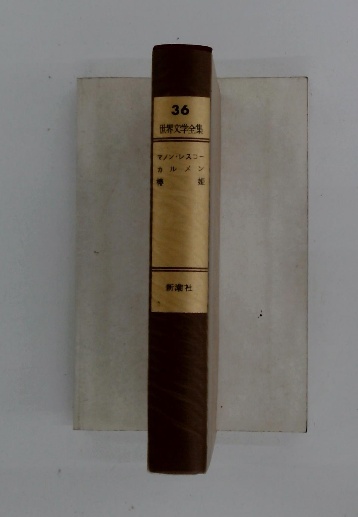 36
世界文学全集
マノン・レスコー
カルメン
椿姫
新潮社